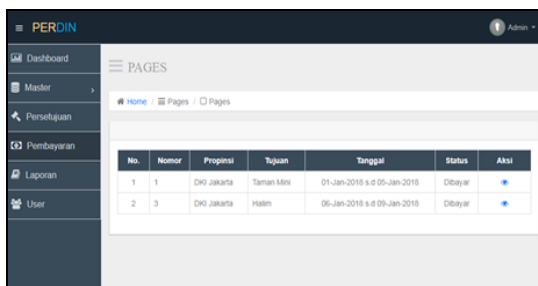 PERDIN
Admin
Dashboard
Master
Persetujuan
Pembayaran
Laporan
User
PAGES
Home / Pages / Pages
No. Nomor Propinsi Tujuan Tanggal Status Aksi
1 1 DKI Jakarta Taman Mini 01-Jan-2018 s.d 05-Jan-2018 Dibayar
2 3 DKI Jakarta Halim 06-Jan-2018 s.d 09-Jan-2018 Dibayar